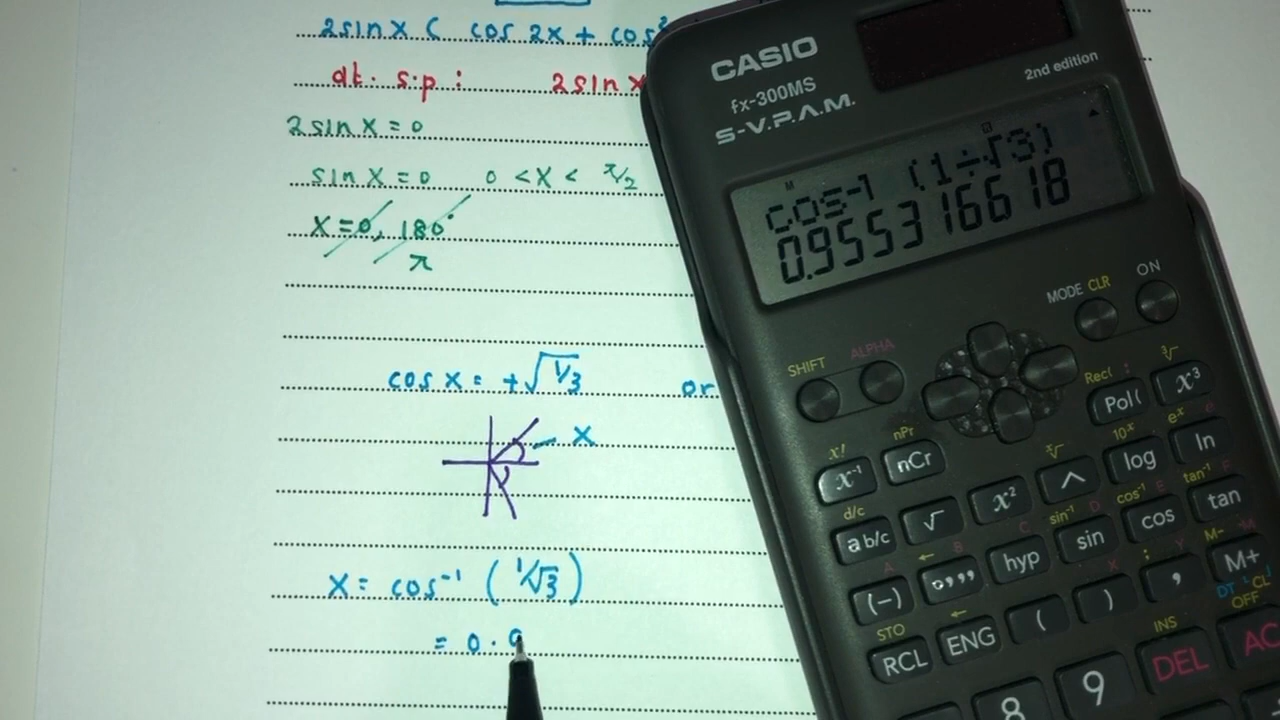 2sinx ( cos 2x + cos²
at. s.p : 2sin x
2sin x = 0
sin x = 0 0 < x < π/2
x = 0, 180°
π
cos x = +√1/3 or
x
x = cos⁻¹ (1/√3)
= 0.9
CASIO
fx-300MS
2nd edition
S-V.P.A.M.
M
cos-1 (1÷√3)
0.955316618
SHIFT ALPHA MODE CLR ON
Rec( : ³√
Pol( x³
x! nPr ˣ√ 10ˣ eˣ
x⁻¹ nCr x² ^ log ln
d/c sin⁻¹ D cos⁻¹ E tan⁻¹ F
a b/c √ x² sin cos tan
A ← B C X ; Y M- M
(−) °,,, hyp ( ) , M+
STO ← INS OFF
RCL ENG DEL AC
8 9